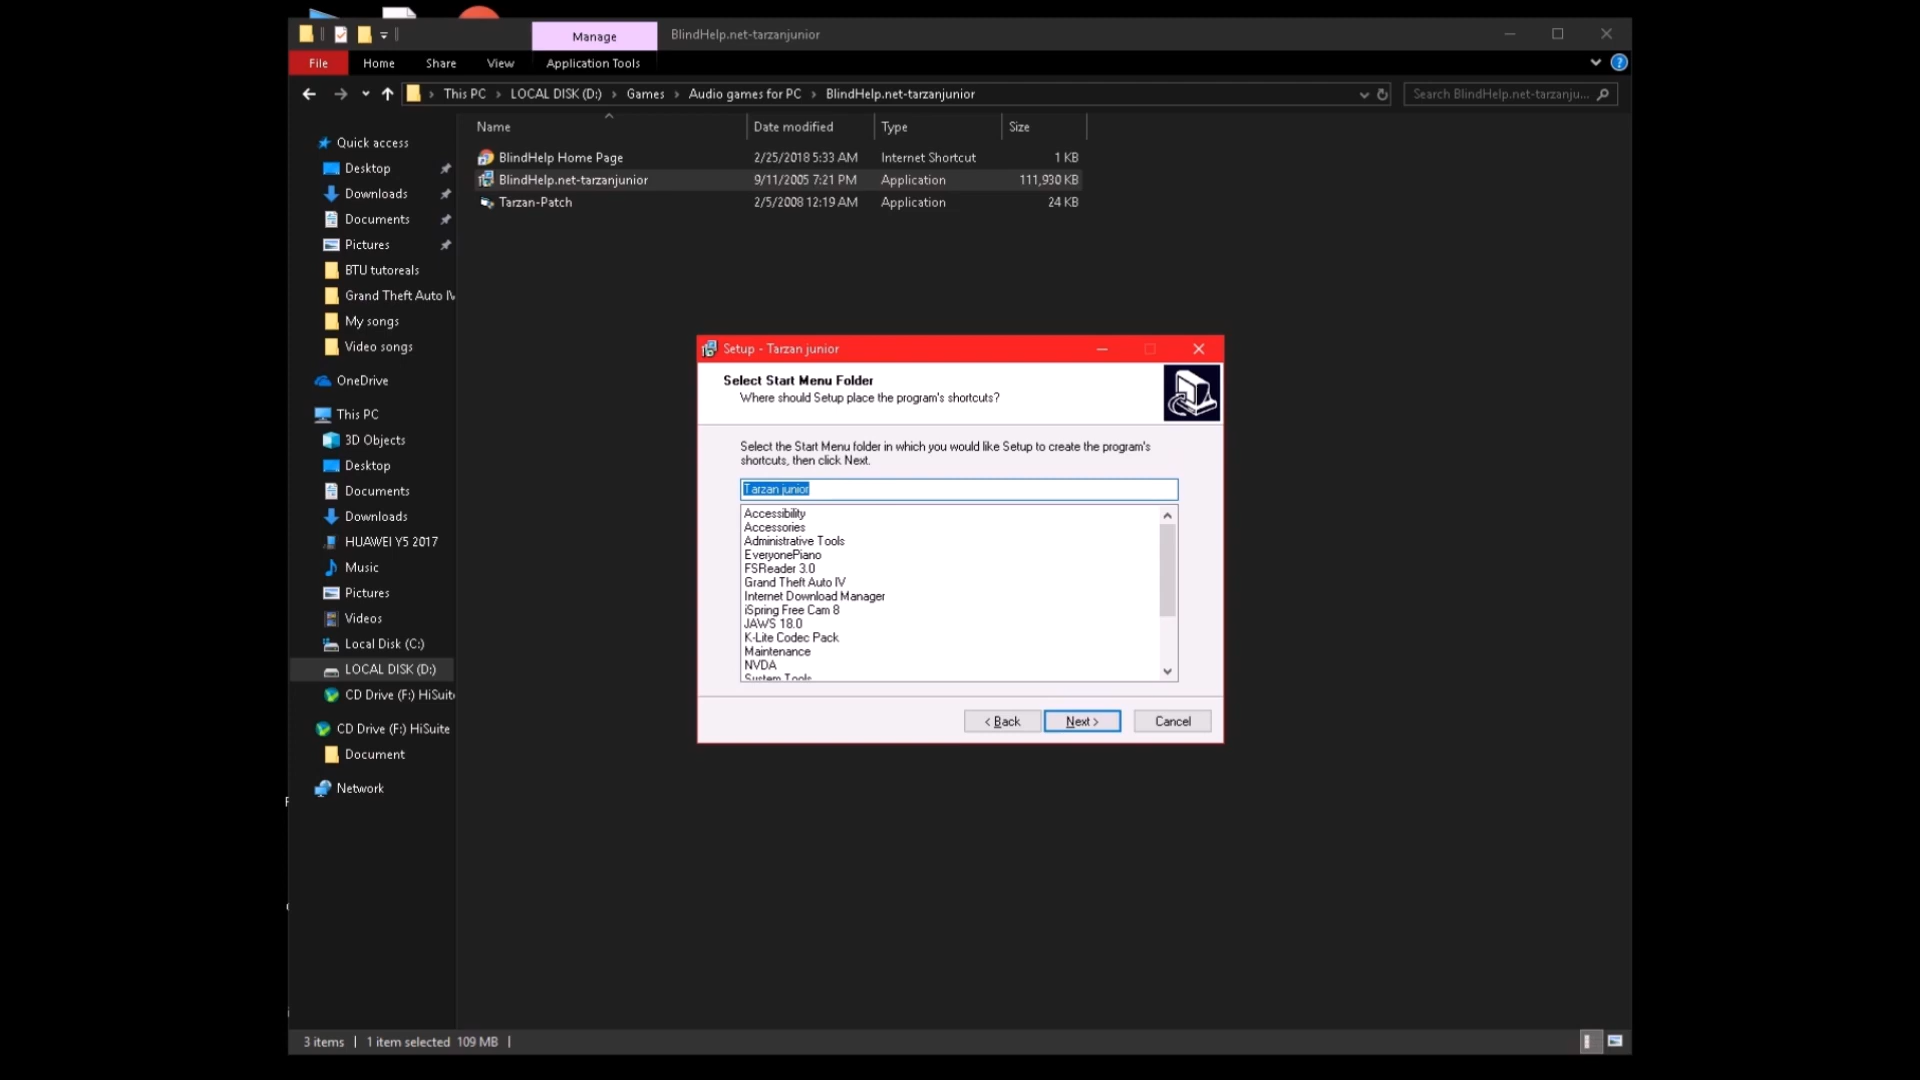 Manage
BlindHelp.net-tarzanjunior
File
Home
Share
View
Application Tools
This PC > LOCAL DISK (D:) > Games > Audio games for PC > BlindHelp.net-tarzanjunior
Search BlindHelp.net-tarzanju...
Name
Date modified
Type
Size
BlindHelp Home Page 2/25/2018 5:33 AM Internet Shortcut 1 KB
BlindHelp.net-tarzanjunior 9/11/2005 7:21 PM Application 111,930 KB
Tarzan-Patch 2/5/2008 12:19 AM Application 24 KB
Quick access
Desktop
Downloads
Documents
Pictures
BTU tutoreals
Grand Theft Auto IV
My songs
Video songs
OneDrive
This PC
3D Objects
Desktop
Documents
Downloads
HUAWEI Y5 2017
Music
Pictures
Videos
Local Disk (C:)
LOCAL DISK (D:)
CD Drive (F:) HiSuite
CD Drive (F:) HiSuite
Document
Network
Setup - Tarzan junior
Select Start Menu Folder
Where should Setup place the program's shortcuts?
Select the Start Menu folder in which you would like Setup to create the program's
shortcuts, then click Next.
Tarzan junior
Accessibility
Accessories
Administrative Tools
EveryonePiano
FSReader 3.0
Grand Theft Auto IV
Internet Download Manager
iSpring Free Cam 8
JAWS 18.0
K-Lite Codec Pack
Maintenance
NVDA
System Tools
< Back
Next >
Cancel
3 items | 1 item selected 109 MB |